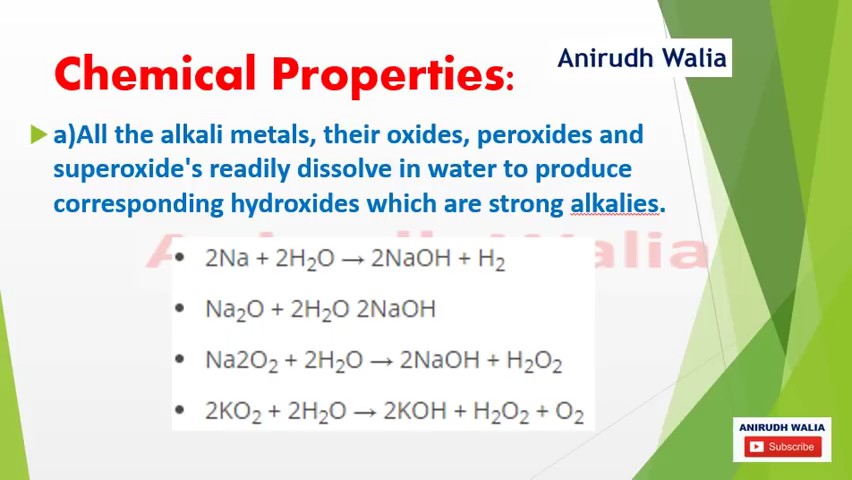 Chemical Properties:
Anirudh Walia
a)All the alkali metals, their oxides, peroxides and
superoxide's readily dissolve in water to produce
corresponding hydroxides which are strong alkalies.
• 2Na + 2H₂O → 2NaOH + H₂
• Na₂O + 2H₂O 2NaOH
• Na2O₂ + 2H₂O → 2NaOH + H₂O₂
• 2KO₂ + 2H₂O → 2KOH + H₂O₂ + O₂
ANIRUDH WALIA
Subscribe